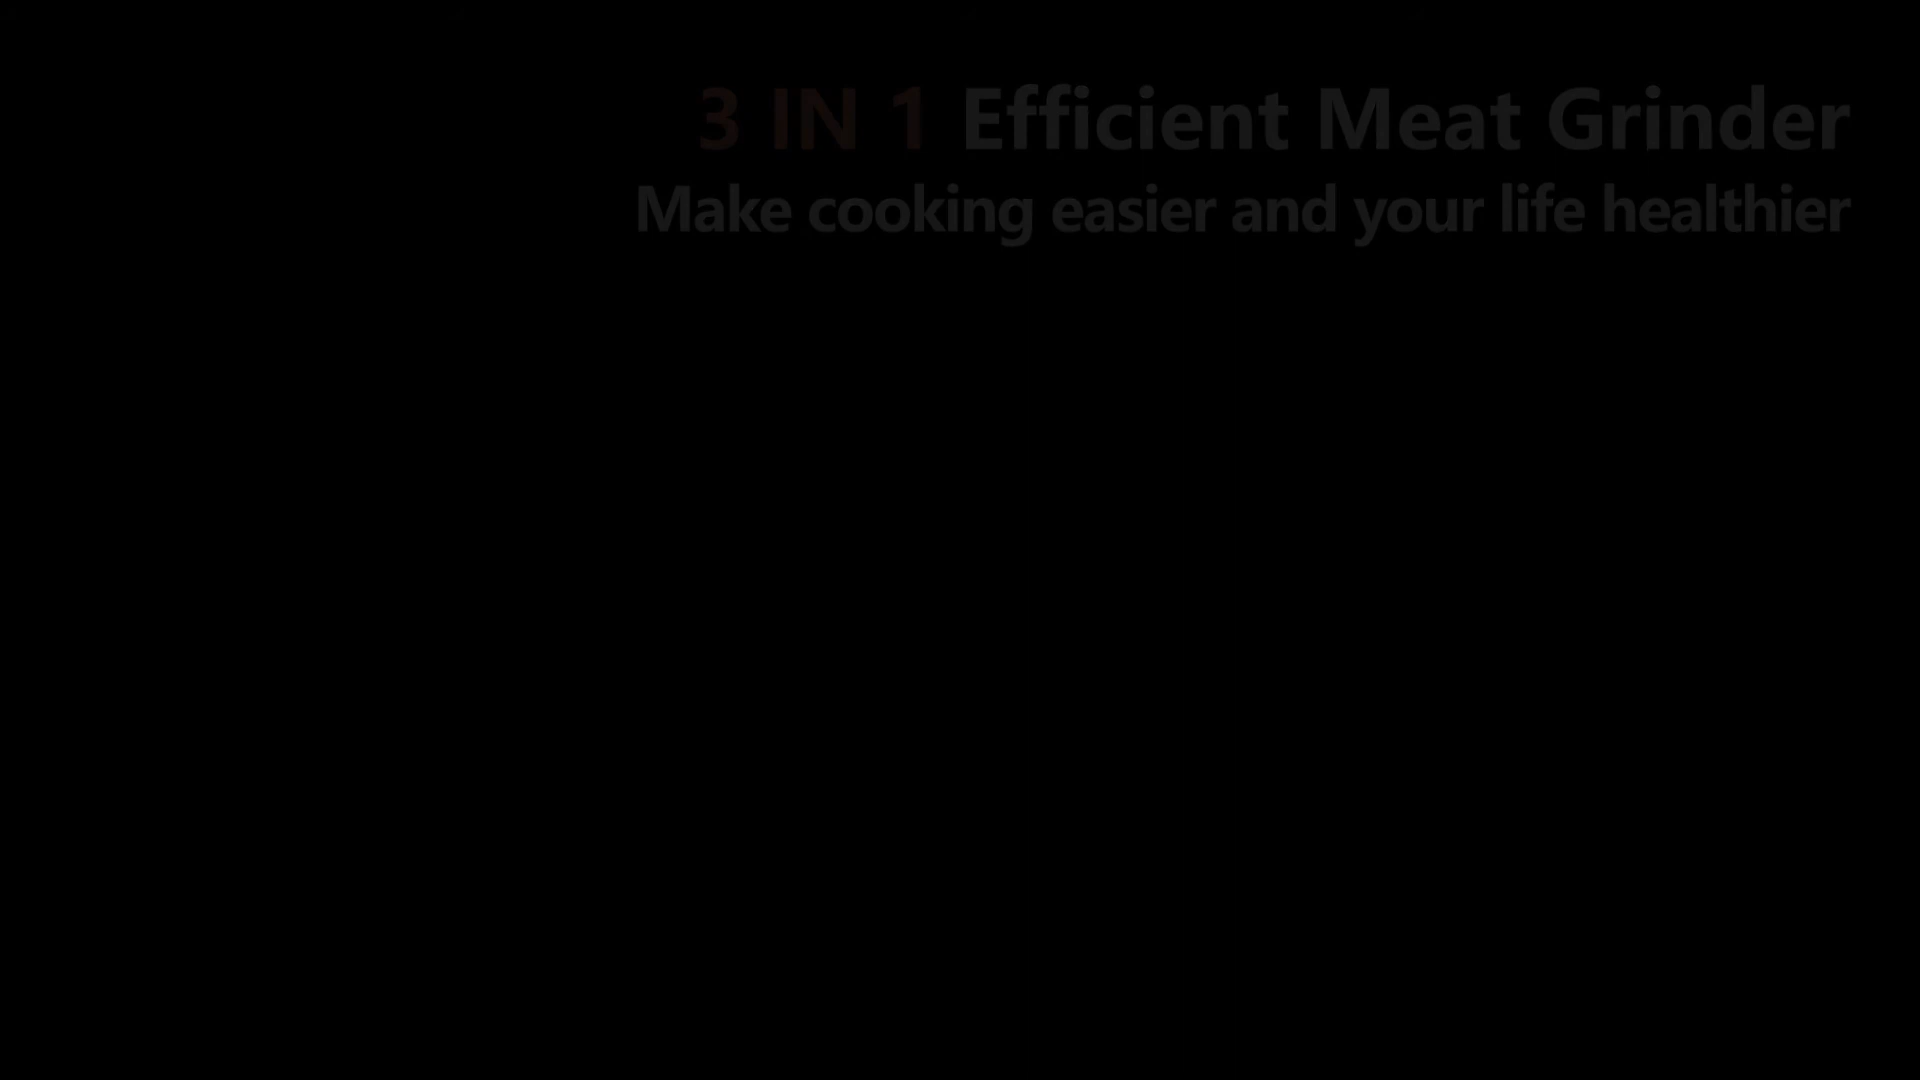 3 IN 1 Efficient Meat Grinder
Make cooking easier and your life healthier